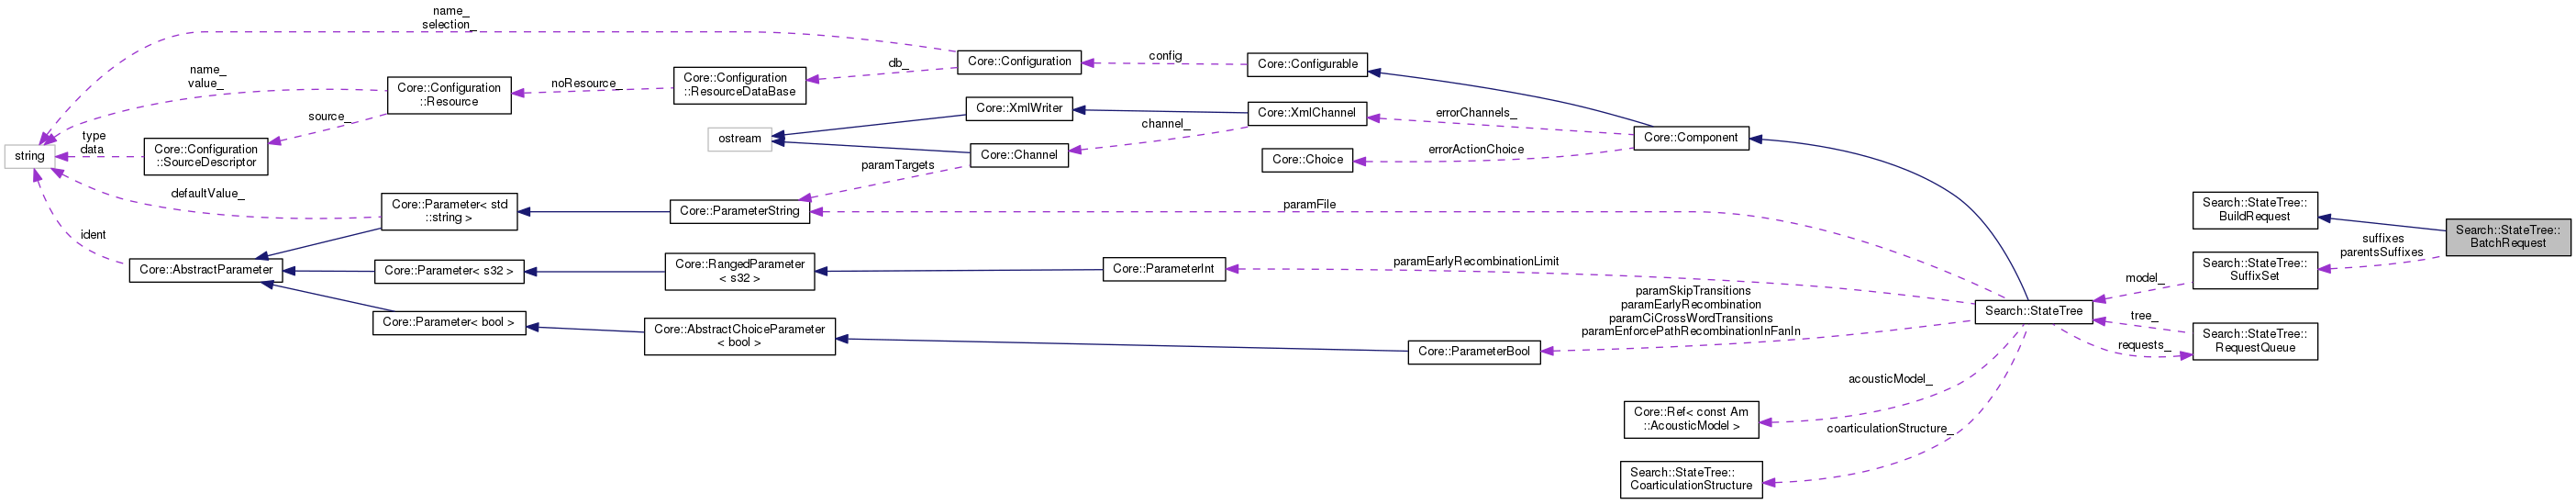 name_
selection_
name_
value_
Core::Configuration
::Resource
noResource_
Core::Configuration
::ResourceDataBase
db_
Core::Configuration
config
Core::Configurable
source_
type
data
string
Core::Configuration
::SourceDescriptor
ostream
Core::XmlWriter
Core::XmlChannel
channel_
Core::Channel
errorChannels_
errorActionChoice
Core::Choice
Core::Component
paramTargets
defaultValue_
Core::Parameter< std
::string >
Core::ParameterString
paramFile
ident
Core::AbstractParameter
Core::Parameter< s32 >
Core::RangedParameter
< s32 >
Core::ParameterInt
paramEarlyRecombinationLimit
Core::Parameter< bool >
Core::AbstractChoiceParameter
< bool >
Core::ParameterBool
paramSkipTransitions
paramEarlyRecombination
paramCiCrossWordTransitions
paramEnforcePathRecombinationInFanIn
Search::StateTree
Search::StateTree::
BuildRequest
suffixes
parentsSuffixes
Search::StateTree::
BatchRequest
Search::StateTree::
SuffixSet
model_
tree_
requests_
Search::StateTree::
RequestQueue
acousticModel_
Core::Ref< const Am
::AcousticModel >
coarticulationStructure_
Search::StateTree::
CoarticulationStructure